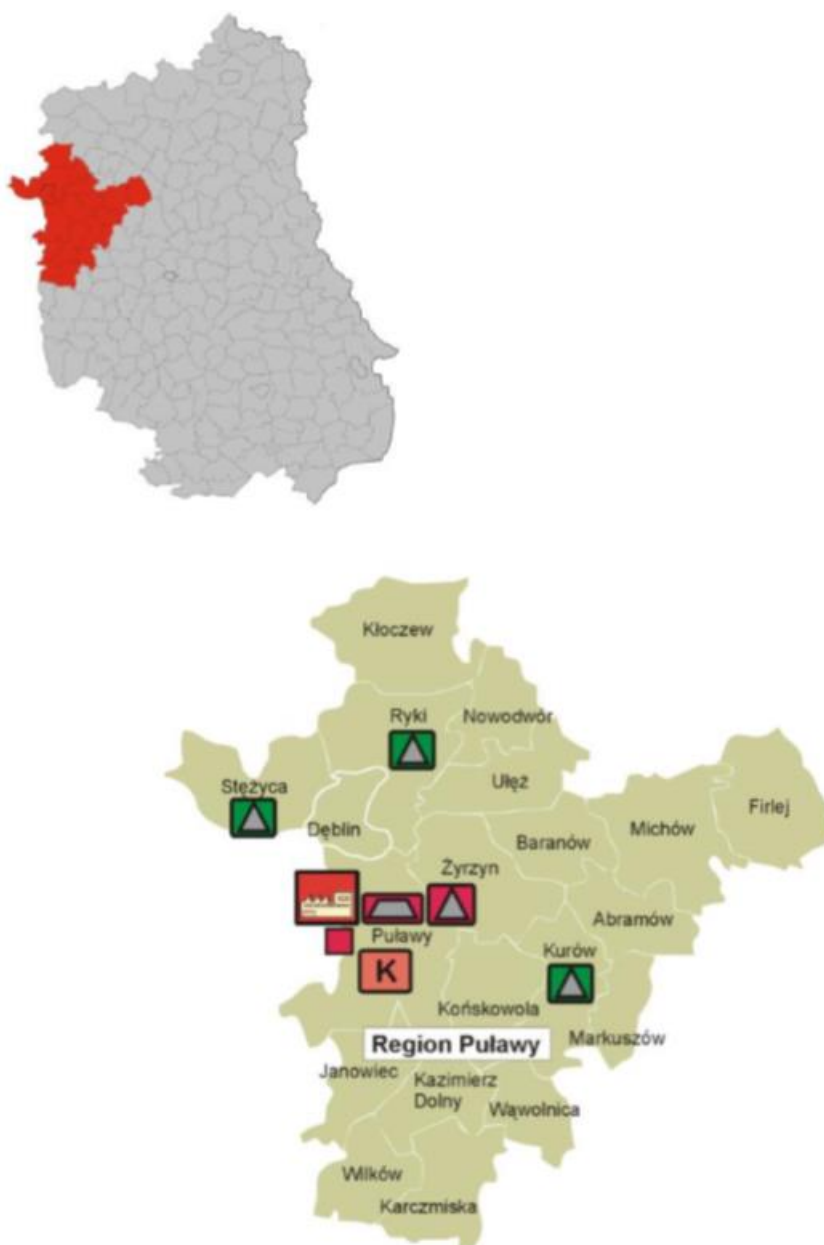 Kłoczew
Ryki
Nowodwór
Stężyca
Ułęż
Firlej
Dęblin
Baranów
Michów
Żyrzyn
Abramów
Puławy
Kurów
K
Końskowola
Markuszów
Region Puławy
Janowiec
Kazimierz
Dolny
Wąwolnica
Wilków
Karczmiska